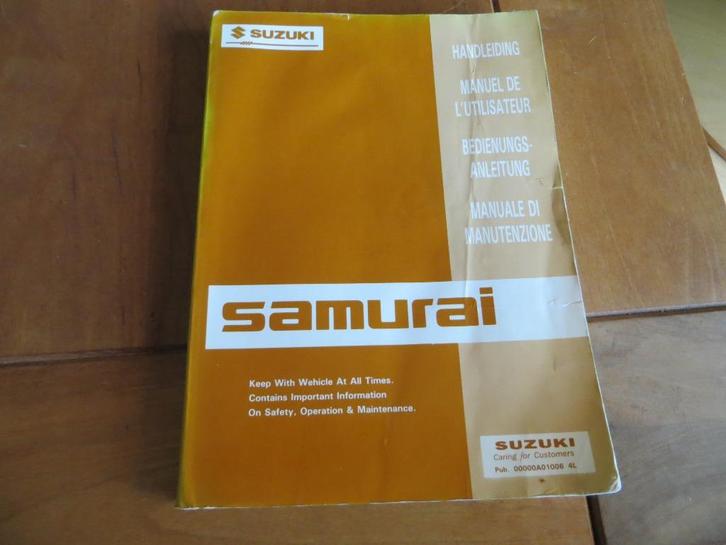 SUZUKI
HANDLEIDING
MANUEL DE
L'UTILISATEUR
BEDIENUNGS-
ANLEITUNG
MANUALE DI
MANUTENZIONE
samurai
Keep With Wehicle At All Times.
Contains Important Information
On Safety, Operation & Maintenance.
SUZUKI
Caring for Customers
Pub. 00000A01006 4L